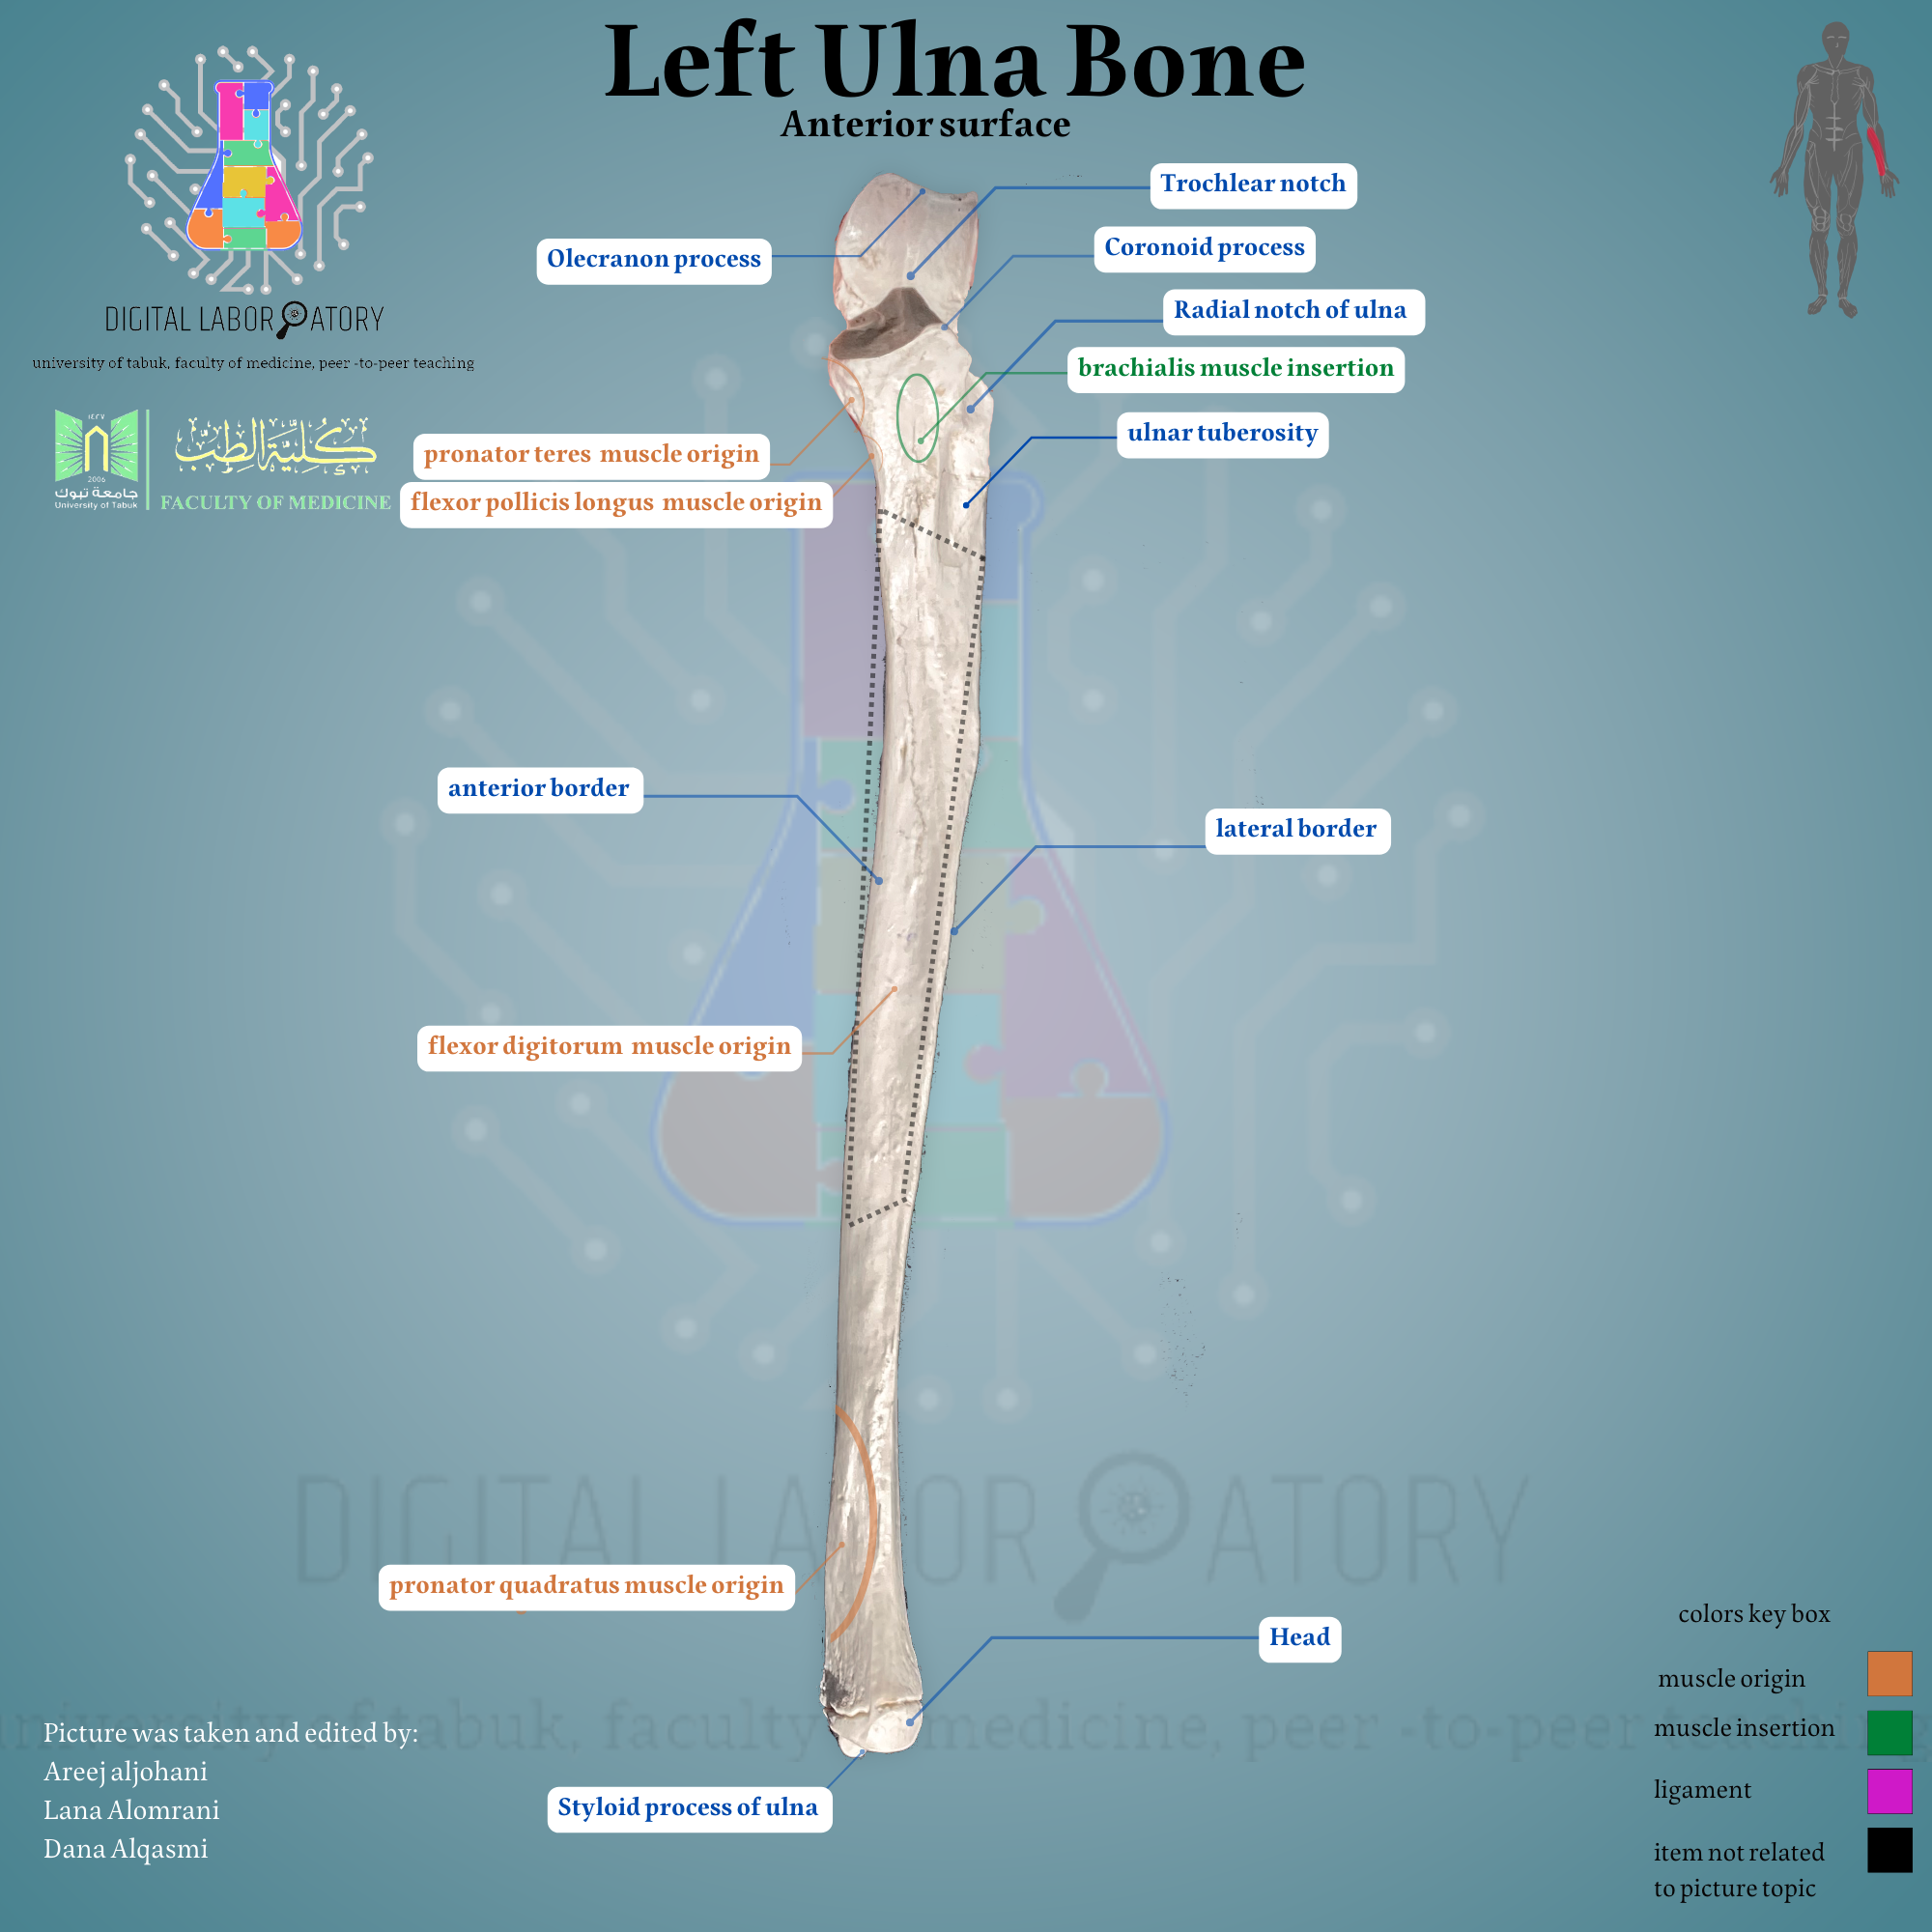 Left Ulna Bone
Anterior surface
DIGITAL LABORATORY
university of tabuk, faculty of medicine, peer -to-peer teaching
١٤٢٧
2006
جامعة تبوك
University of Tabuk
كلية الطب
FACULTY OF MEDICINE
Trochlear notch
Olecranon process
Coronoid process
Radial notch of ulna
brachialis muscle insertion
ulnar tuberosity
pronator teres muscle origin
flexor pollicis longus muscle origin
anterior border
lateral border
flexor digitorum muscle origin
DIGITAL LABORATORY
pronator quadratus muscle origin
Head
university of tabuk, faculty of medicine, peer -to-peer teaching
Styloid process of ulna
Picture was taken and edited by:
Areej aljohani
Lana Alomrani
Dana Alqasmi
colors key box
muscle origin
muscle insertion
ligament
item not related
to picture topic